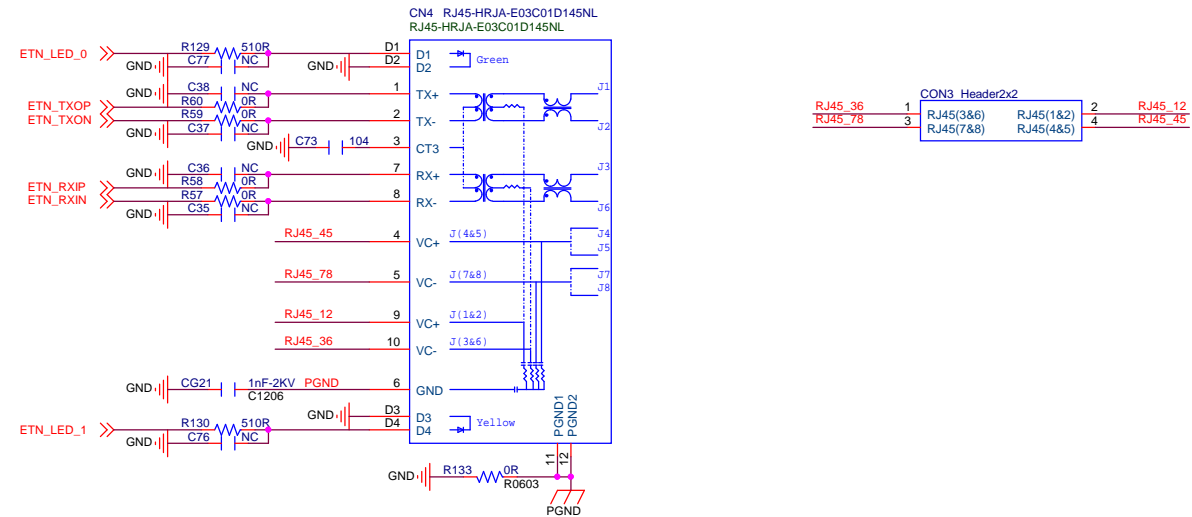 CN4 RJ45-HRJA-E03C01D145NL
RJ45-HRJA-E03C01D145NL
ETN_LED_0
R129 510R
D1
D1
GND
C77 NC
GND
D2
D2
Green
GND
C38 NC
1
TX+
J1
ETN_TXOP
R60 0R
ETN_TXON
R59 0R
2
TX-
J2
GND
C37 NC
GND
C73 104
3
CT3
GND
C36 NC
7
RX+
J3
ETN_RXIP
R58 0R
ETN_RXIN
R57 0R
8
RX-
J6
GND
C35 NC
RJ45_45
4
VC+
J(4&5)
J4
J5
RJ45_78
5
VC-
J(7&8)
J7
J8
RJ45_12
9
VC+
J(1&2)
RJ45_36
10
VC-
J(3&6)
GND
CG21 1nF-2KV PGND
C1206
6
GND
GND
D3
D3
ETN_LED_1
R130 510R
D4
D4
Yellow
GND
C76 NC
PGND1
PGND2
11
12
GND
R133 0R
R0603
PGND
CON3 Header2x2
RJ45_36
1
RJ45(3&6)
RJ45(1&2)
2
RJ45_12
RJ45_78
3
RJ45(7&8)
RJ45(4&5)
4
RJ45_45